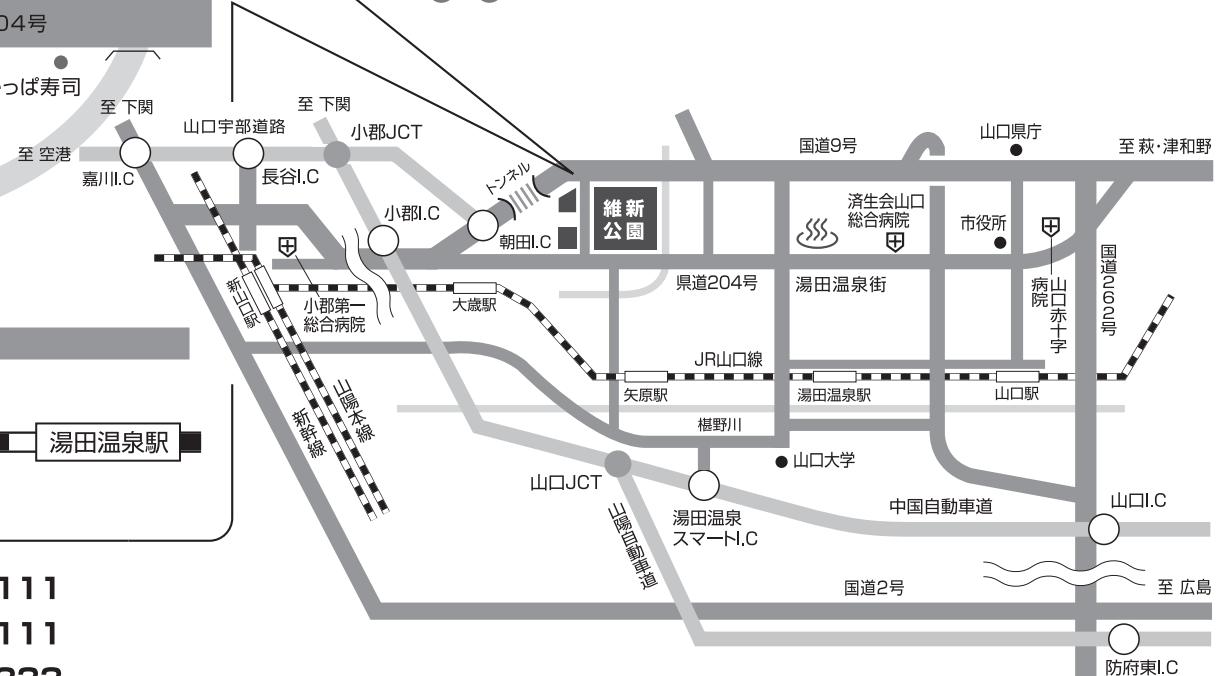 04号
っぱ寿司
至 下関
至 下関
山口宇部道路
小郡JCT
至 空港
嘉川I.C
長谷I.C
トンネル
小郡I.C
朝田I.C
維新
公園
国道9号
山口県庁
至 萩・津和野
済生会山口
総合病院
市役所
県道204号
湯田温泉街
山口赤十字
病院
国道262号
新山口駅
小郡第一
総合病院
大歳駅
JR山口線
矢原駅
湯田温泉駅
山口駅
山陽本線
新幹線
椹野川
湯田温泉駅
山口大学
山口JCT
湯田温泉
スマートI.C
中国自動車道
山口I.C
山陽自動車道
国道2号
至 広島
防府東I.C
111
111